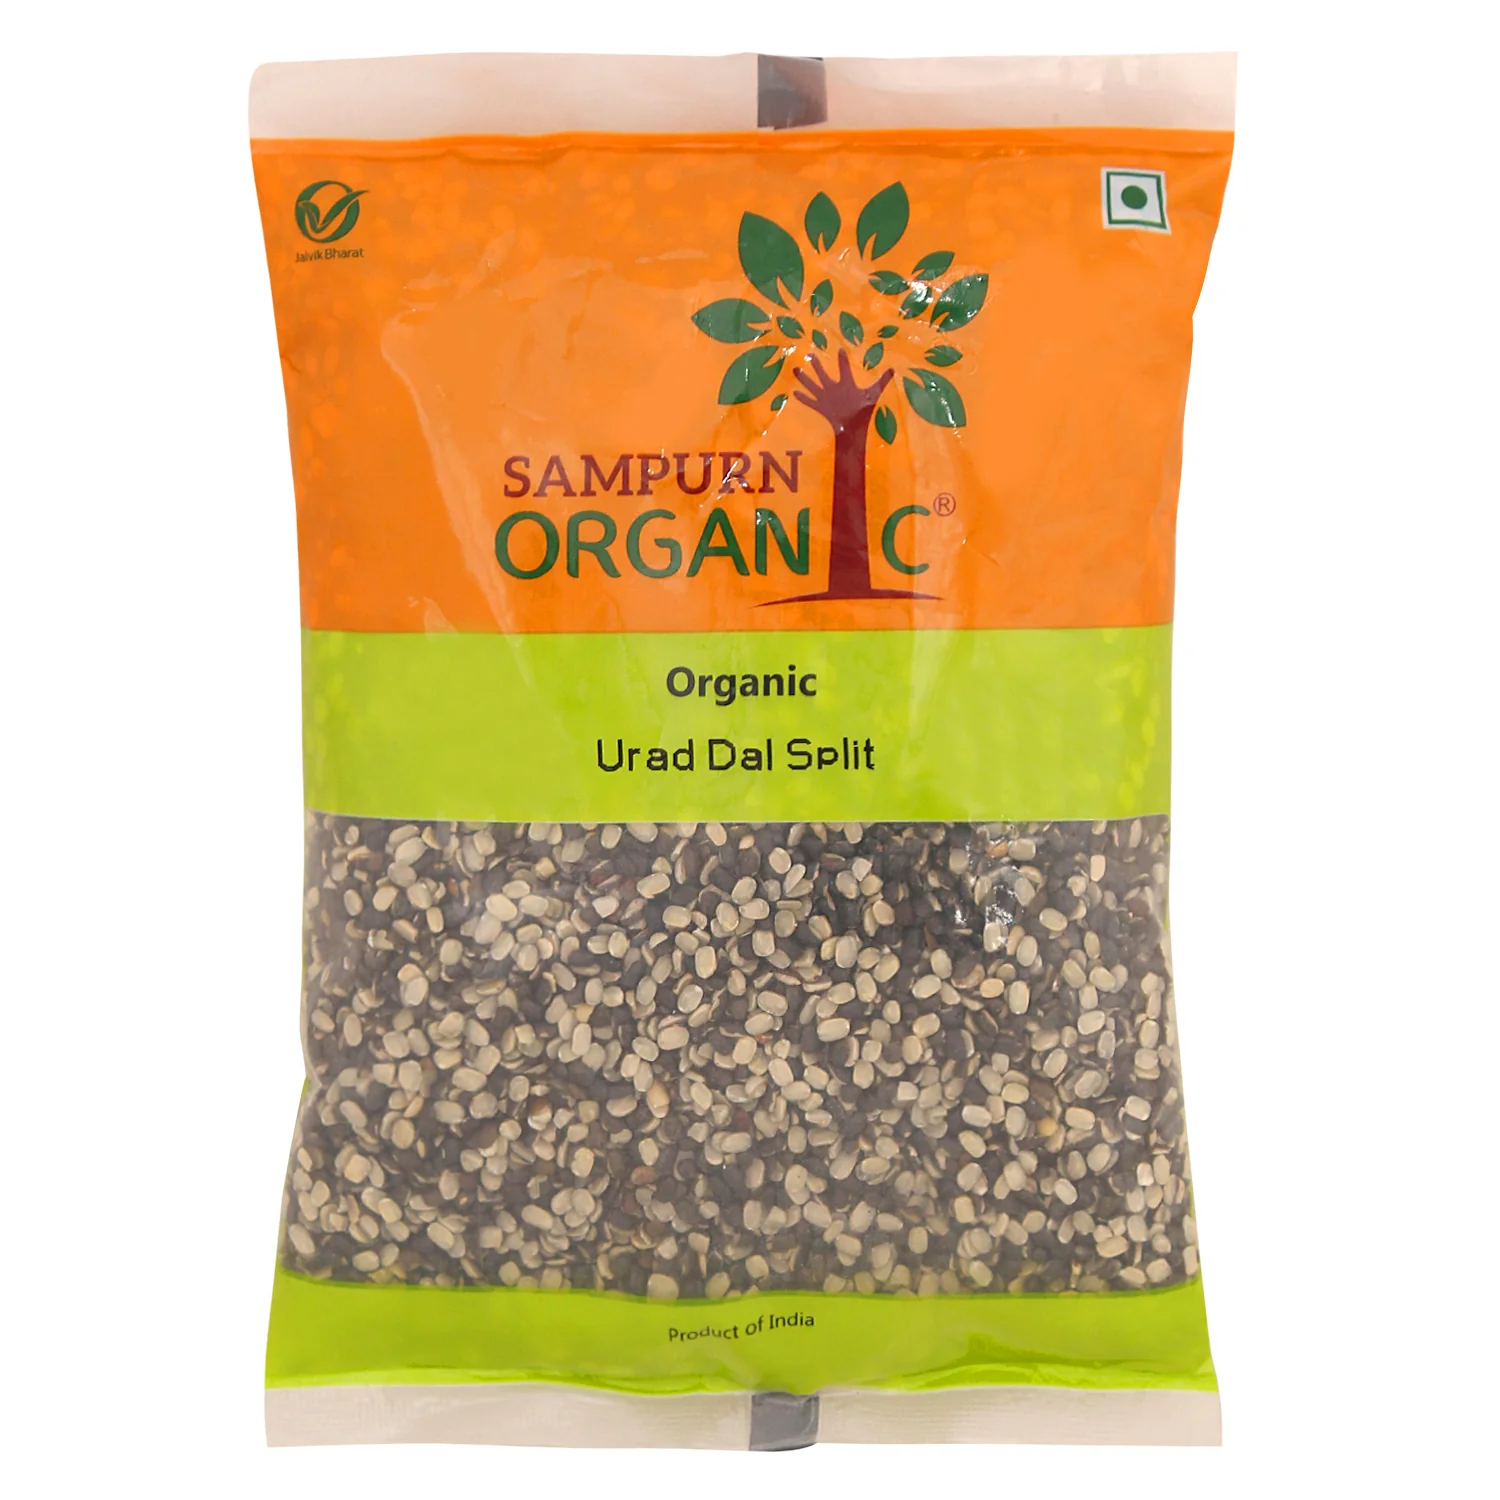 Jaivik Bharat
SAMPURN
ORGANIC®
Organic
Urad Dal Split
Product of India